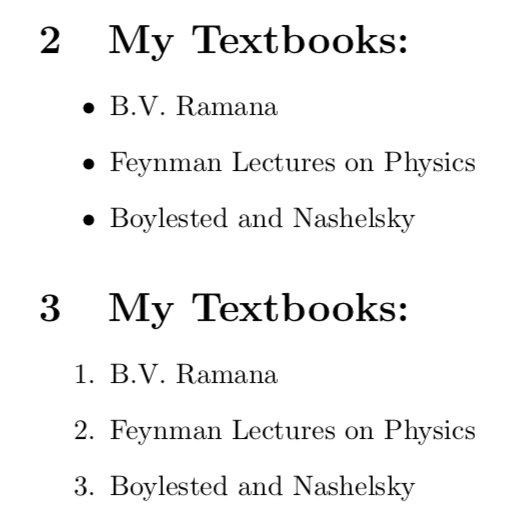 2 My Textbooks:
• B.V. Ramana
• Feynman Lectures on Physics
• Boylested and Nashelsky
3 My Textbooks:
1. B.V. Ramana
2. Feynman Lectures on Physics
3. Boylested and Nashelsky